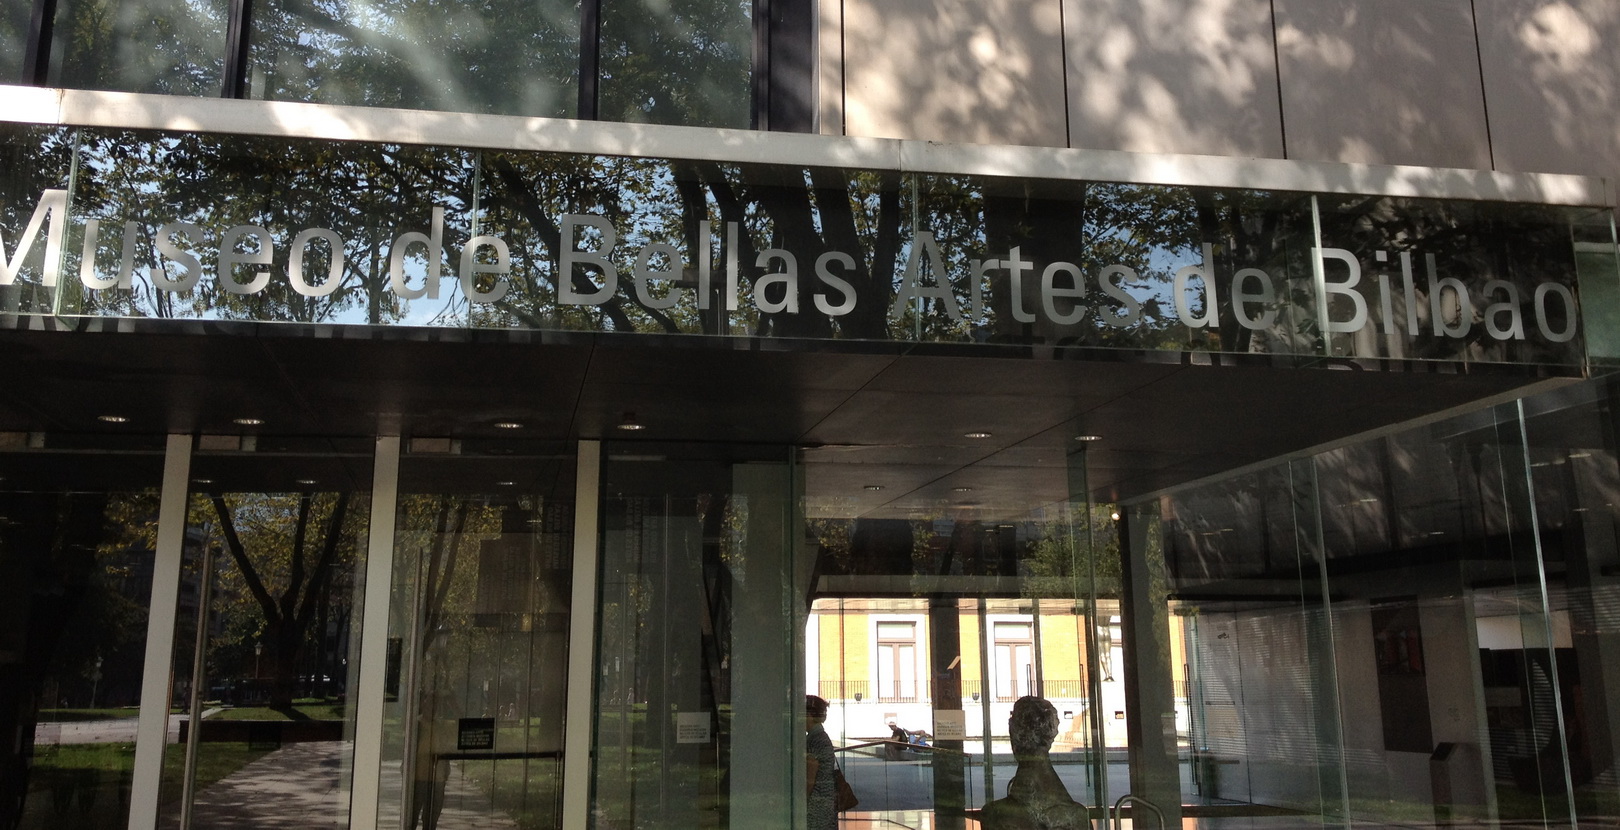 Museo de Bellas Artes de Bilbao